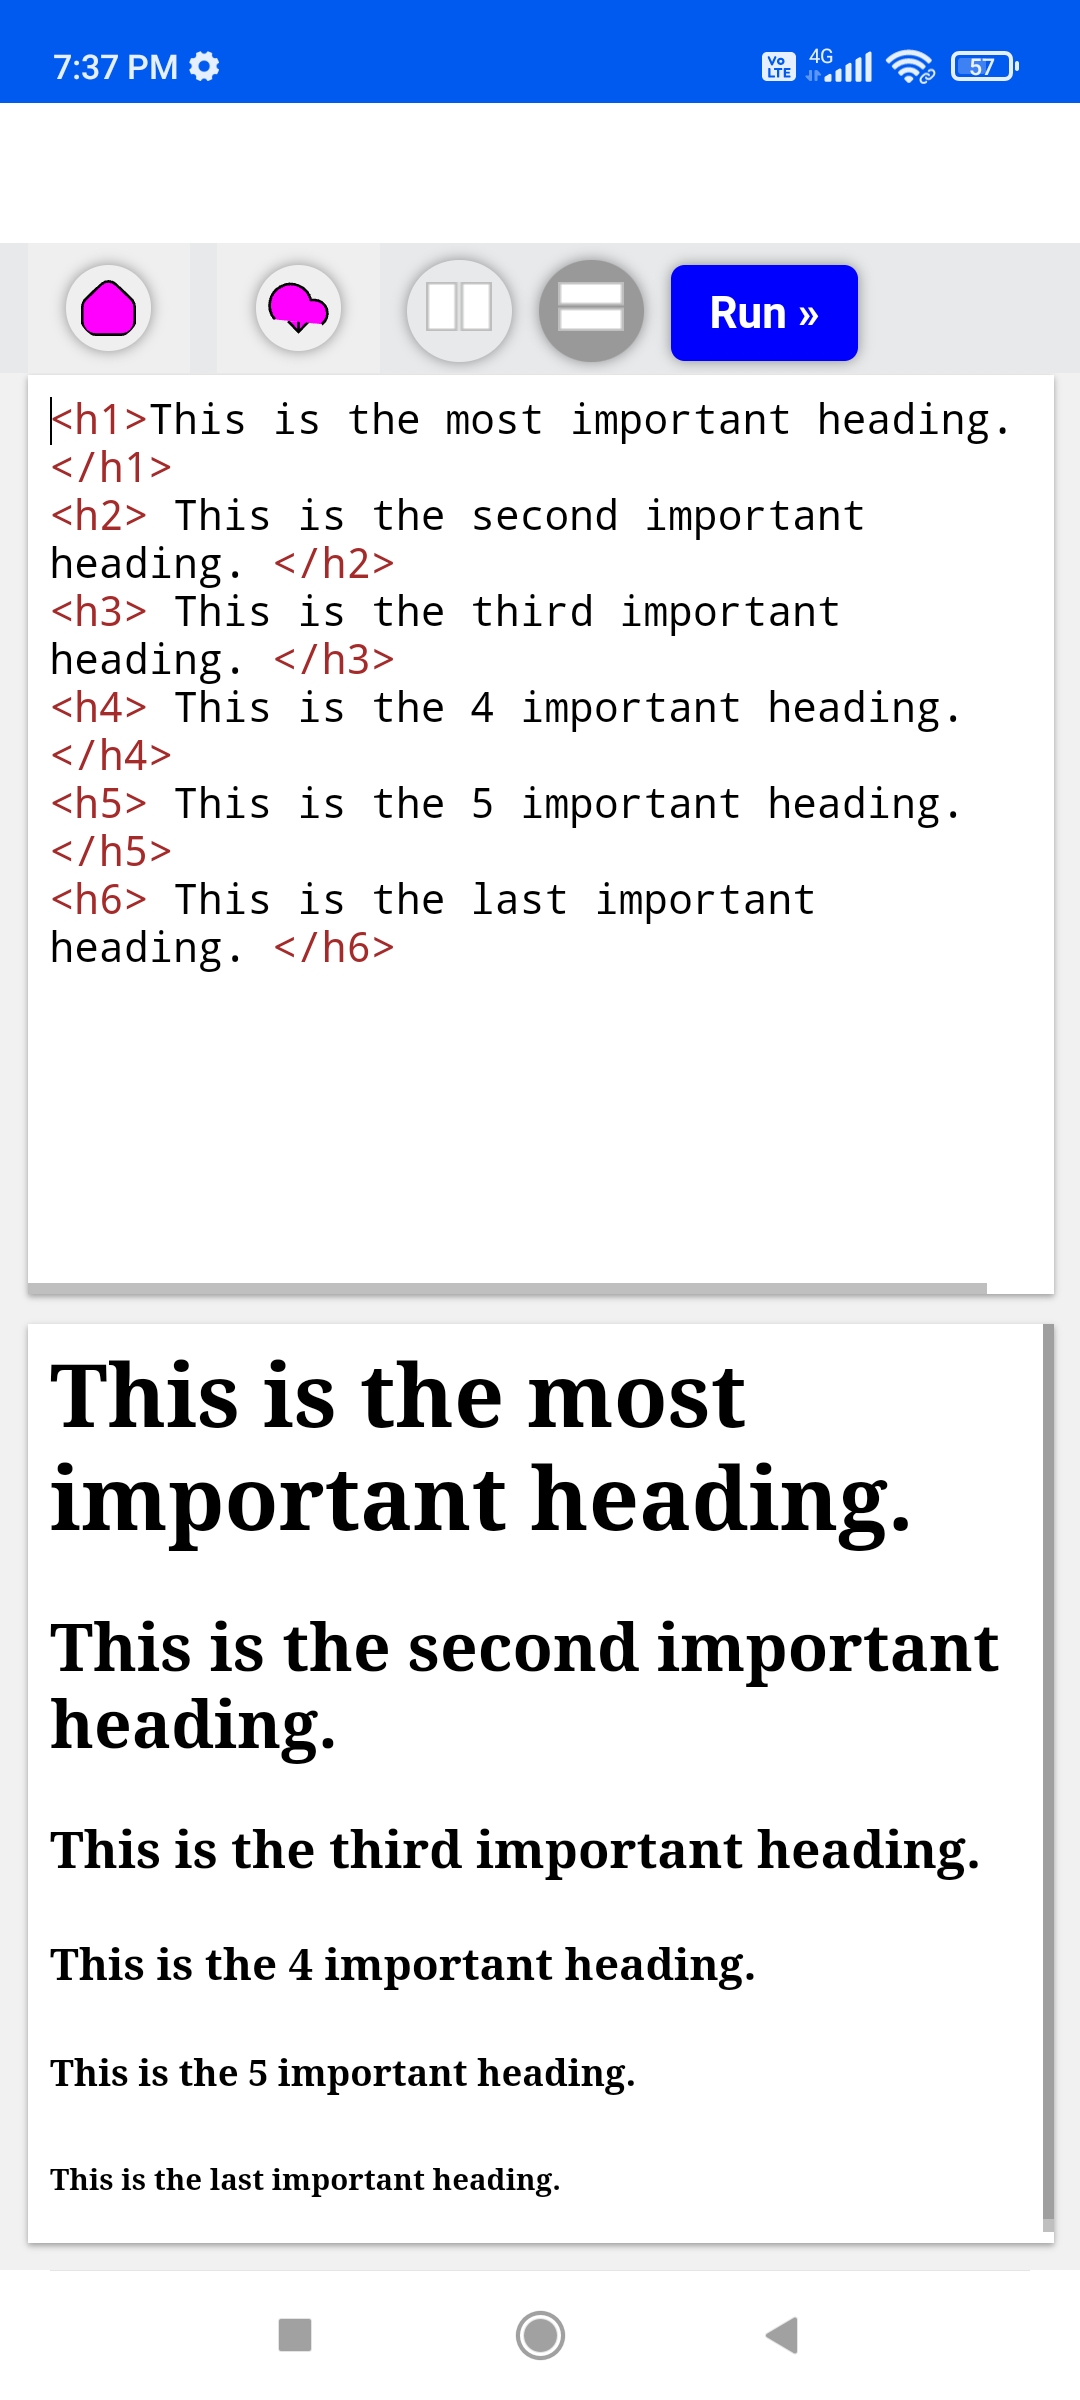 7:37 PM
Vo LTE 4G 57
Run »
<h1>This is the most important heading.
</h1>
<h2> This is the second important
heading. </h2>
<h3> This is the third important
heading. </h3>
<h4> This is the 4 important heading.
</h4>
<h5> This is the 5 important heading.
</h5>
<h6> This is the last important
heading. </h6>
This is the most
important heading.
This is the second important
heading.
This is the third important heading.
This is the 4 important heading.
This is the 5 important heading.
This is the last important heading.